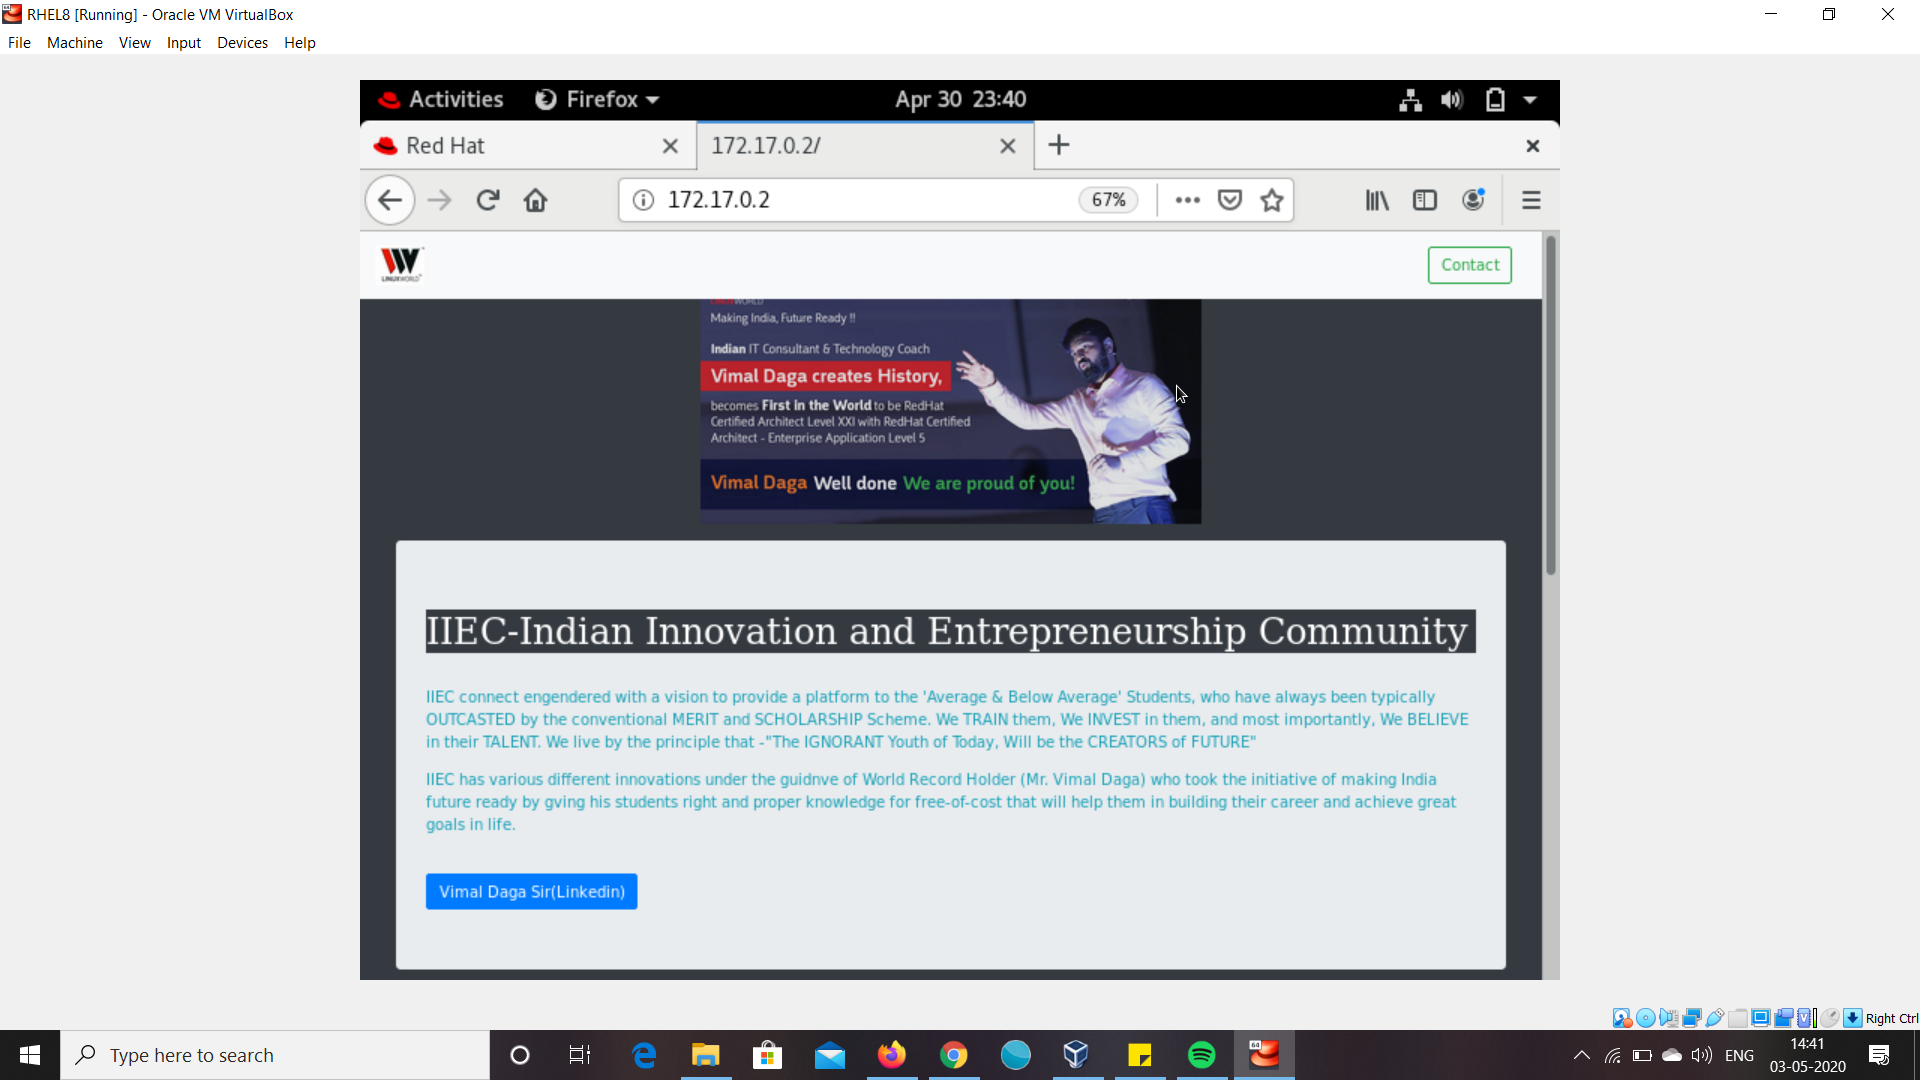 RHEL8 [Running] - Oracle VM VirtualBox
File Machine View Input Devices Help
Activities Firefox Apr 30 23:40
Red Hat 172.17.0.2/
172.17.0.2 67%
LINUXWORLD Contact
LINUXWORLD
Making India, Future Ready !!
Indian IT Consultant & Technology Coach
Vimal Daga creates History,
becomes First in the World to be RedHat
Certified Architect Level XXI with RedHat Certified
Architect - Enterprise Application Level 5
Vimal Daga Well done We are proud of you!
IIEC-Indian Innovation and Entrepreneurship Community
IIEC connect engendered with a vision to provide a platform to the 'Average & Below Average' Students, who have always been typically
OUTCASTED by the conventional MERIT and SCHOLARSHIP Scheme. We TRAIN them, We INVEST in them, and most importantly, We BELIEVE
in their TALENT. We live by the principle that -"The IGNORANT Youth of Today, Will be the CREATORS of FUTURE"
IIEC has various different innovations under the guidnve of World Record Holder (Mr. Vimal Daga) who took the initiative of making India
future ready by gving his students right and proper knowledge for free-of-cost that will help them in building their career and achieve great
goals in life.
Vimal Daga Sir(Linkedin)
Right Ctrl
Type here to search
64
ENG
14:41
03-05-2020